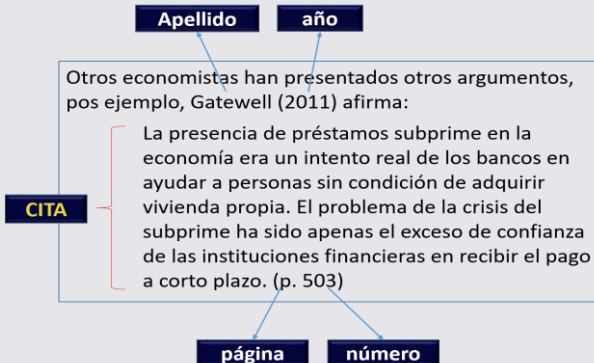 Apellido año
Otros economistas han presentados otros argumentos,
pos ejemplo, Gatewell (2011) afirma:
La presencia de préstamos subprime en la
economía era un intento real de los bancos en
ayudar a personas sin condición de adquirir
CITA
vivienda propia. El problema de la crisis del
subprime ha sido apenas el exceso de confianza
de las instituciones financieras en recibir el pago
a corto plazo. (p. 503)
página número